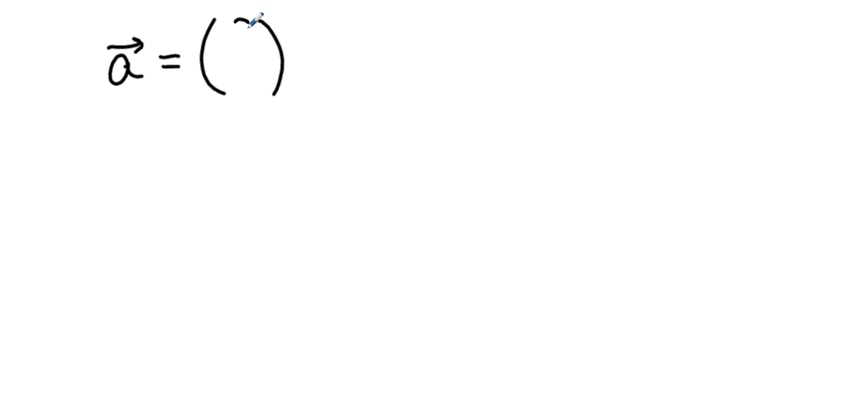 a⃗ = ( )